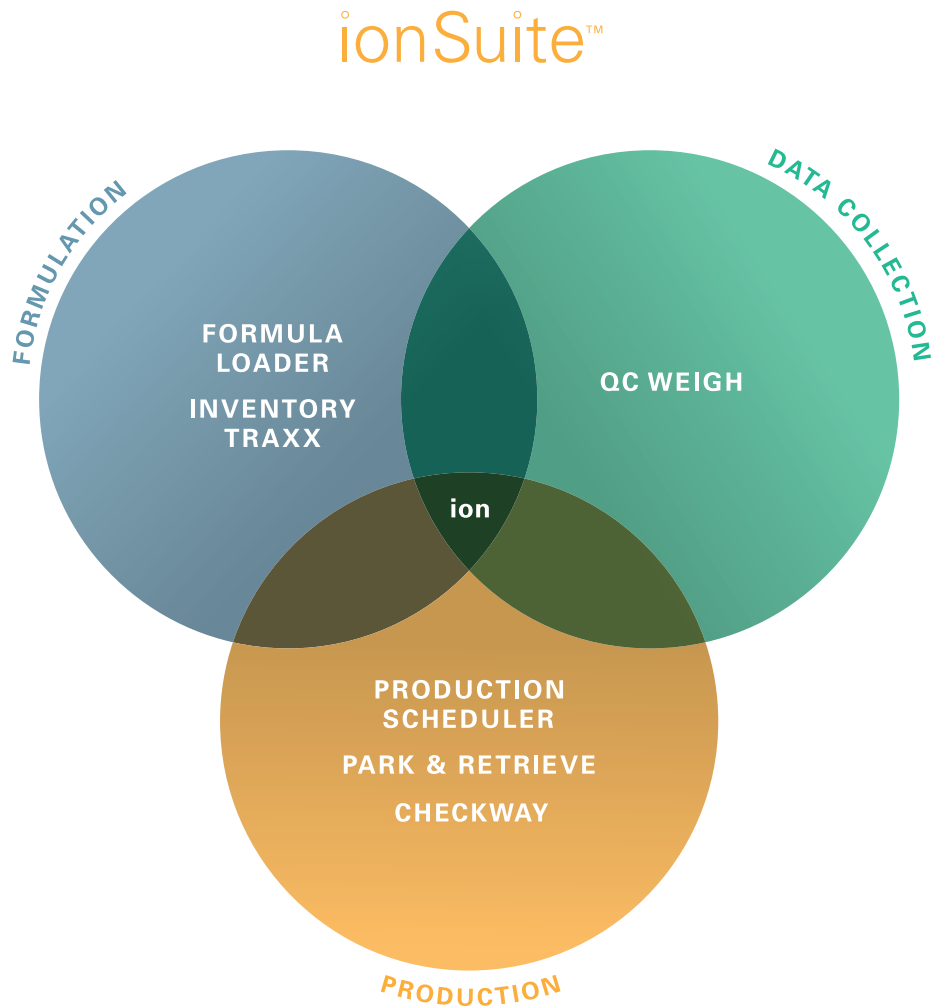 ionSuite™
FORMULATION
DATA COLLECTION
FORMULA
LOADER
INVENTORY
TRAXX
QC WEIGH
ion
PRODUCTION
SCHEDULER
PARK & RETRIEVE
CHECKWAY
PRODUCTION